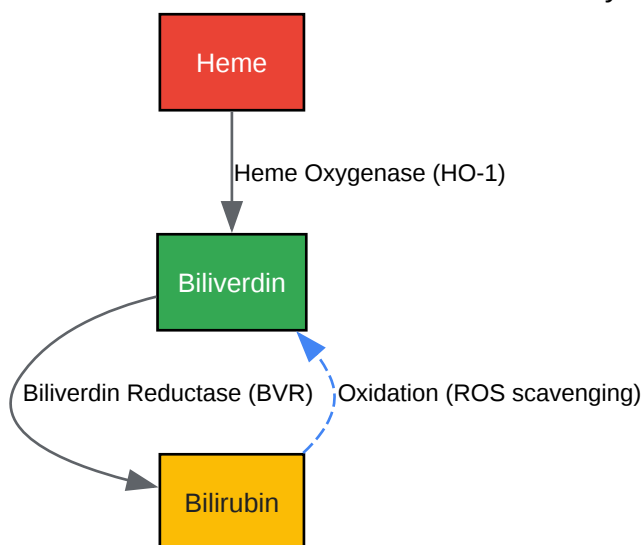 Heme
Heme Oxygenase (HO-1)
Biliverdin
Biliverdin Reductase (BVR)
Oxidation (ROS scavenging)
Bilirubin